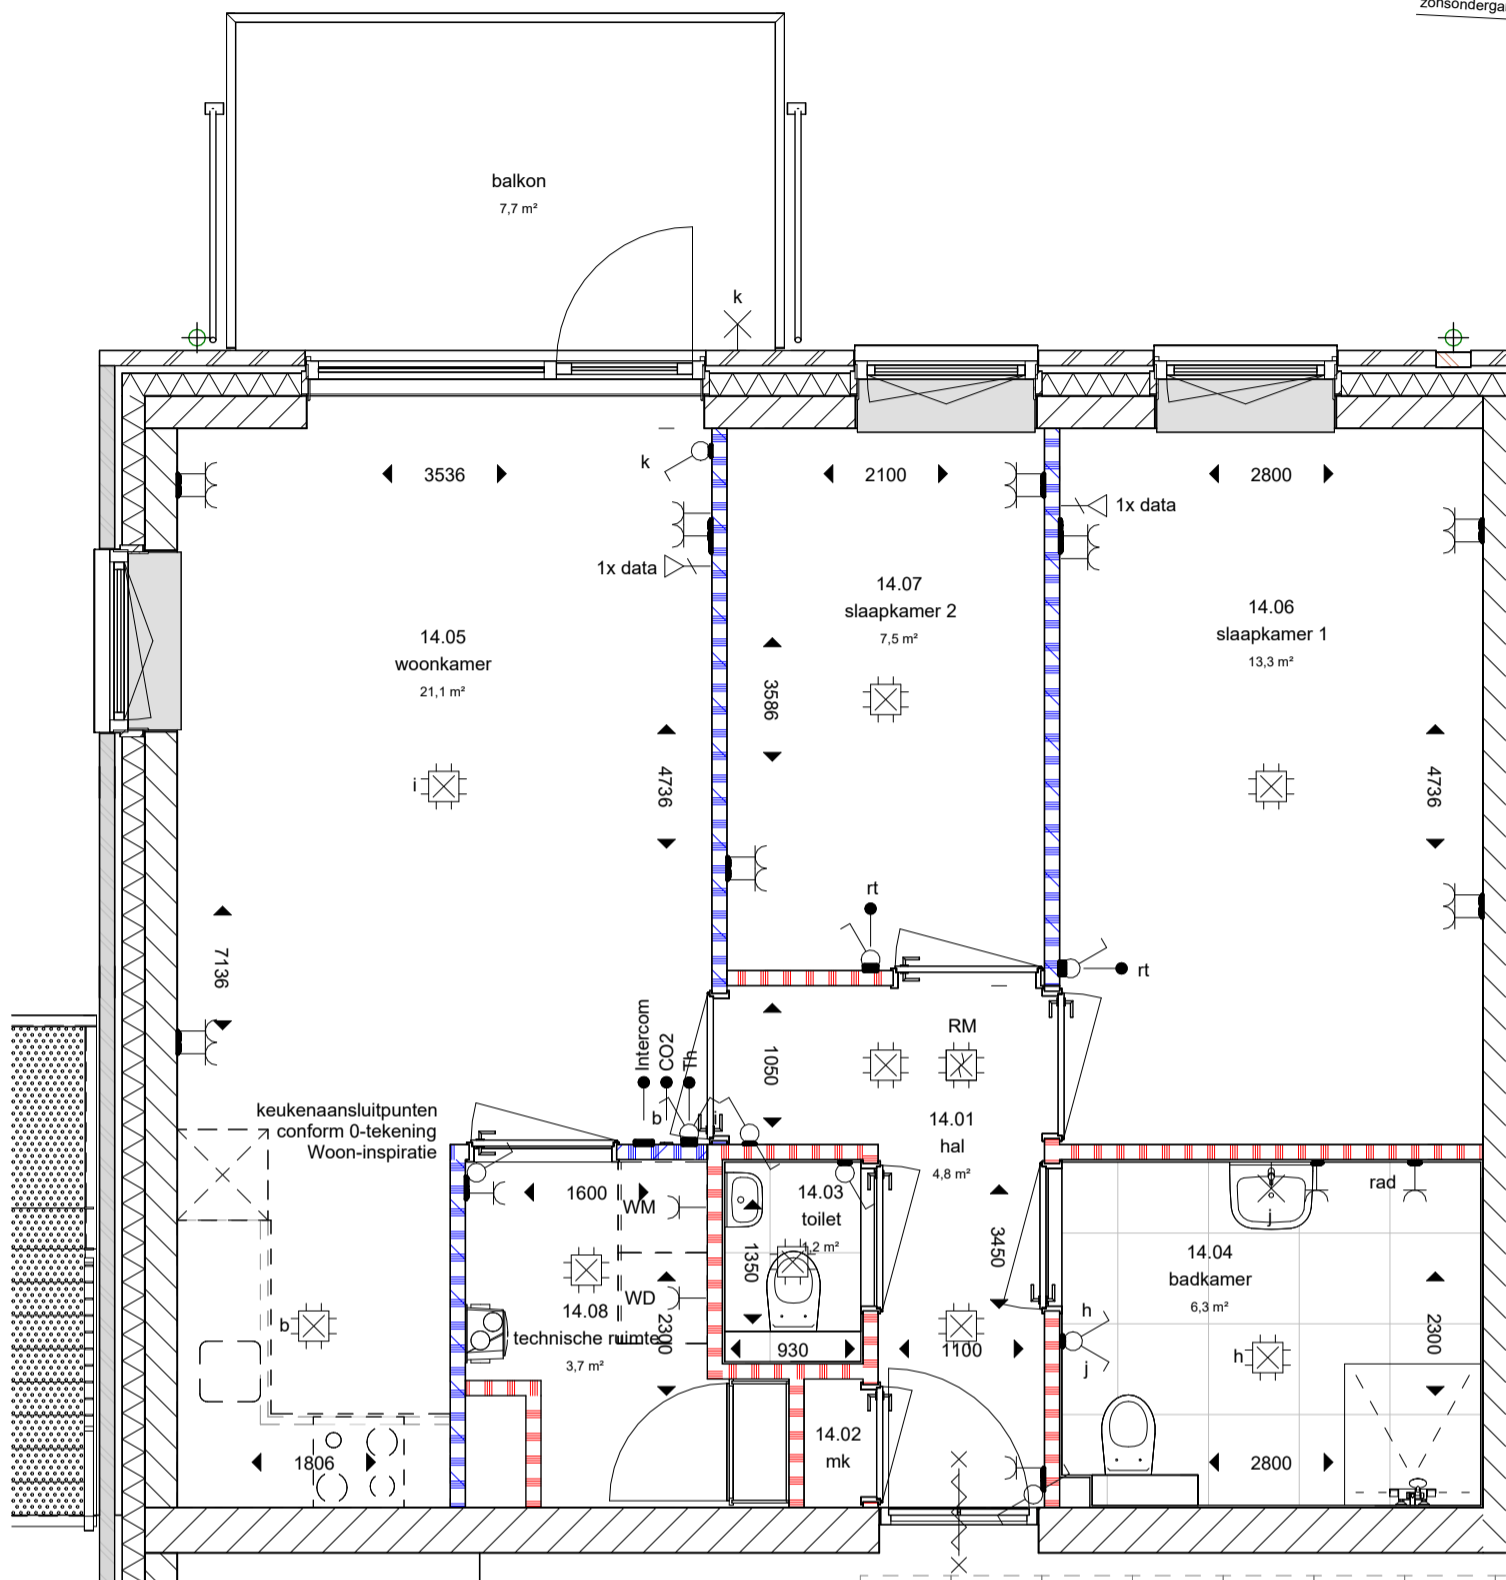 zonsonderga
balkon
7,7 m²
k
k
3536
2100
2800
1x data
1x data
14.05
woonkamer
21,1 m²
14.07
slaapkamer 2
7,5 m²
14.06
slaapkamer 1
13,3 m²
3586
i
4736
4736
7136
rt
rt
Intercom
CO2
Th
RM
1050
b
i
14.01
hal
4,8 m²
keukenaansluitpunten
conform 0-tekening
Woon-inspiratie
1600
WM
14.03
toilet
1,2 m²
1350
3450
rad
j
14.04
badkamer
6,3 m²
WD
14.08
technische ruimte
3,7 m²
2300
b
930
1100
h
j
h
2300
14.02
mk
1806
2800